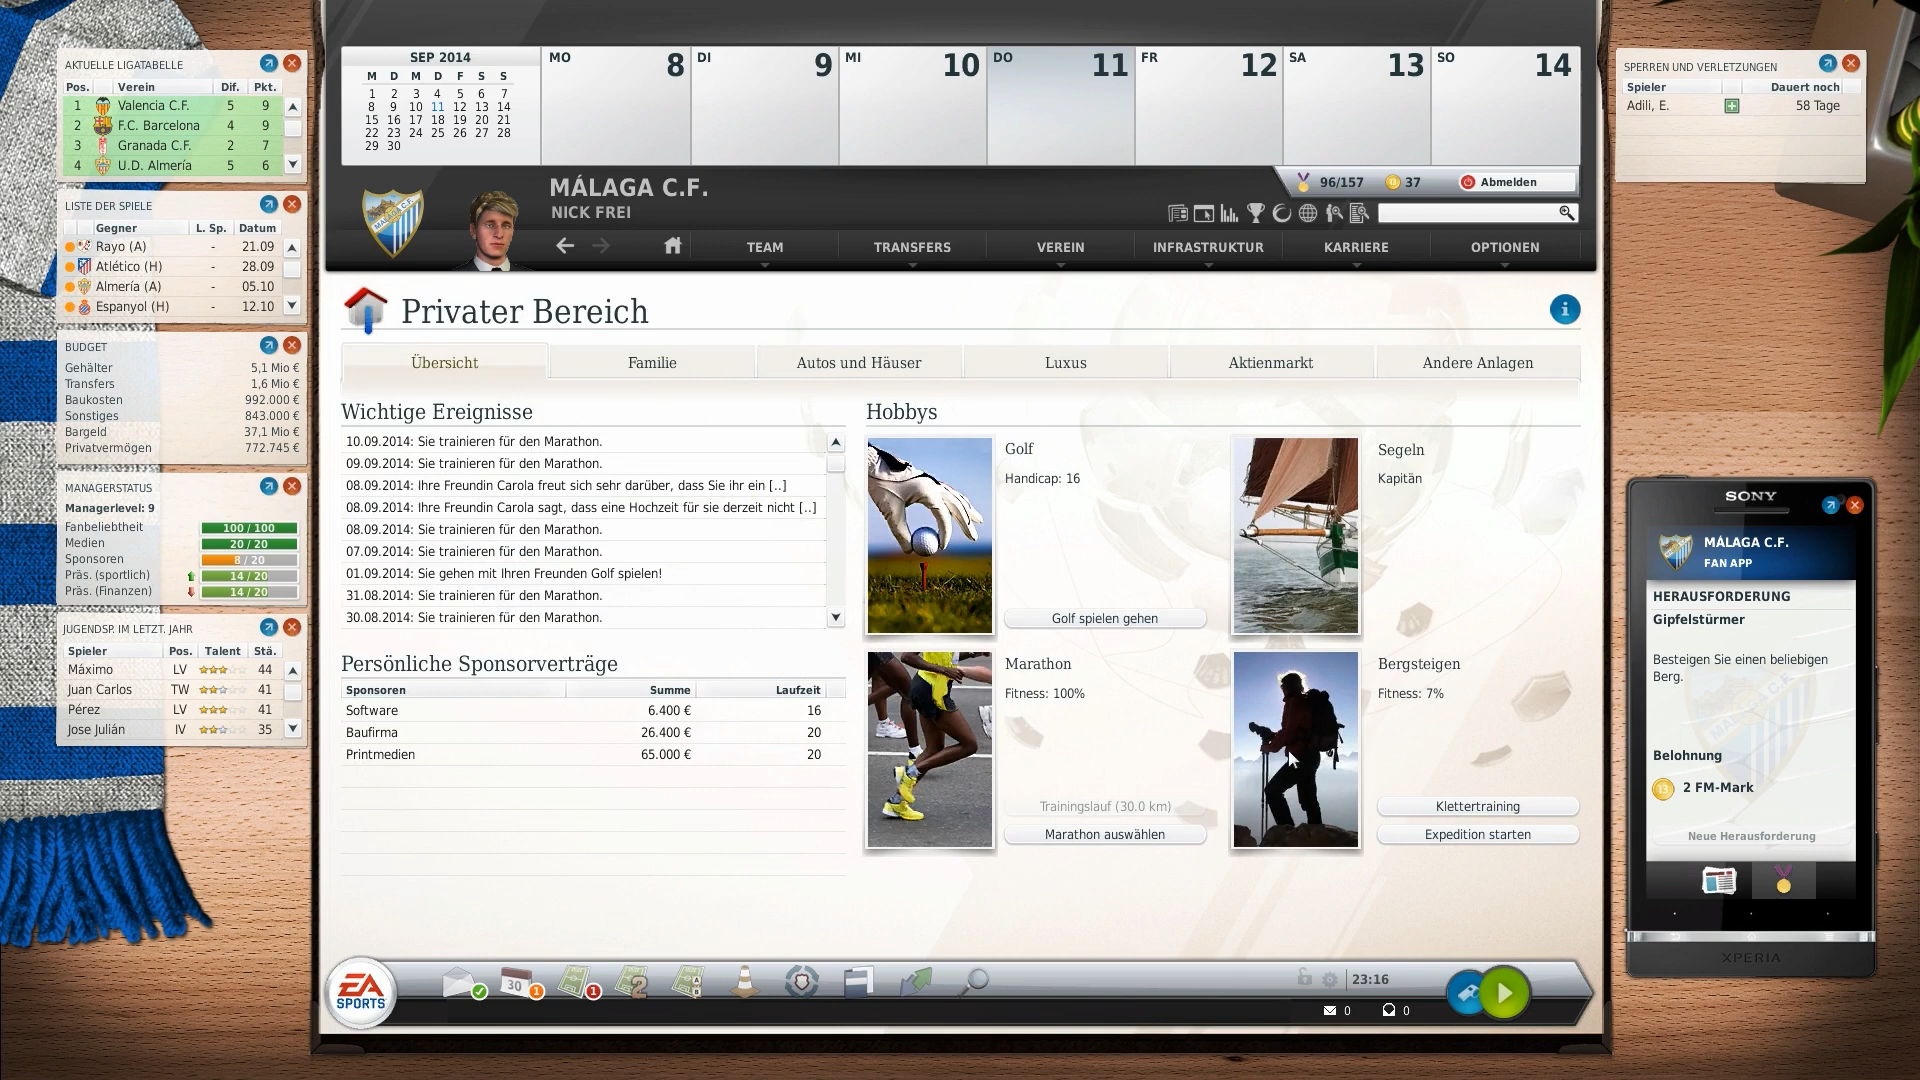 AKTUELLE LIGATABELLE
Pos. Verein Dif. Pkt.
1 Valencia C.F. 5 9
2 F.C. Barcelona 4 9
3 Granada C.F. 2 7
4 U.D. Almería 5 6
LISTE DER SPIELE
Gegner L. Sp. Datum
Rayo (A) - 21.09
Atlético (H) - 28.09
Almería (A) - 05.10
Espanyol (H) - 12.10
BUDGET
Gehälter 5,1 Mio €
Transfers 1,6 Mio €
Baukosten 992.000 €
Sonstiges 843.000 €
Bargeld 37,1 Mio €
Privatvermögen 772.745 €
MANAGERSTATUS
Managerlevel: 9
Fanbeliebtheit 100 / 100
Medien 20 / 20
Sponsoren 8 / 20
Präs. (sportlich) 14 / 20
Präs. (Finanzen) 14 / 20
JUGENDSP. IM LETZT. JAHR
Spieler Pos. Talent Stä.
Máximo LV 44
Juan Carlos TW 41
Pérez LV 41
Jose Julián IV 35
SEP 2014
M D M D F S S
1 2 3 4 5 6 7
8 9 10 11 12 13 14
15 16 17 18 19 20 21
22 23 24 25 26 27 28
29 30
MO 8 DI 9 MI 10 DO 11 FR 12 SA 13 SO 14
MÁLAGA C.F.
NICK FREI
96/157 37 Abmelden
TEAM TRANSFERS VEREIN INFRASTRUKTUR KARRIERE OPTIONEN
Privater Bereich
Übersicht Familie Autos und Häuser Luxus Aktienmarkt Andere Anlagen
Wichtige Ereignisse
10.09.2014: Sie trainieren für den Marathon.
09.09.2014: Sie trainieren für den Marathon.
08.09.2014: Ihre Freundin Carola freut sich sehr darüber, dass Sie ihr ein [..]
08.09.2014: Ihre Freundin Carola sagt, dass eine Hochzeit für sie derzeit nicht [..]
08.09.2014: Sie trainieren für den Marathon.
07.09.2014: Sie trainieren für den Marathon.
01.09.2014: Sie gehen mit Ihren Freunden Golf spielen!
31.08.2014: Sie trainieren für den Marathon.
30.08.2014: Sie trainieren für den Marathon.
Persönliche Sponsorverträge
Sponsoren Summe Laufzeit
Software 6.400 € 16
Baufirma 26.400 € 20
Printmedien 65.000 € 20
Hobbys
Golf
Handicap: 16
Golf spielen gehen
Segeln
Kapitän
Marathon
Fitness: 100%
Trainingslauf (30.0 km)
Marathon auswählen
Bergsteigen
Fitness: 7%
Klettertraining
Expedition starten
SPERREN UND VERLETZUNGEN
Spieler Dauert noch
Adili, E. 58 Tage
SONY
MÁLAGA C.F.
FAN APP
HERAUSFORDERUNG
Gipfelstürmer
Besteigen Sie einen beliebigen
Berg.
Belohnung
13 2 FM-Mark
Neue Herausforderung
XPERIA
EA
SPORTS
30 1 1 2
23:16
0 0